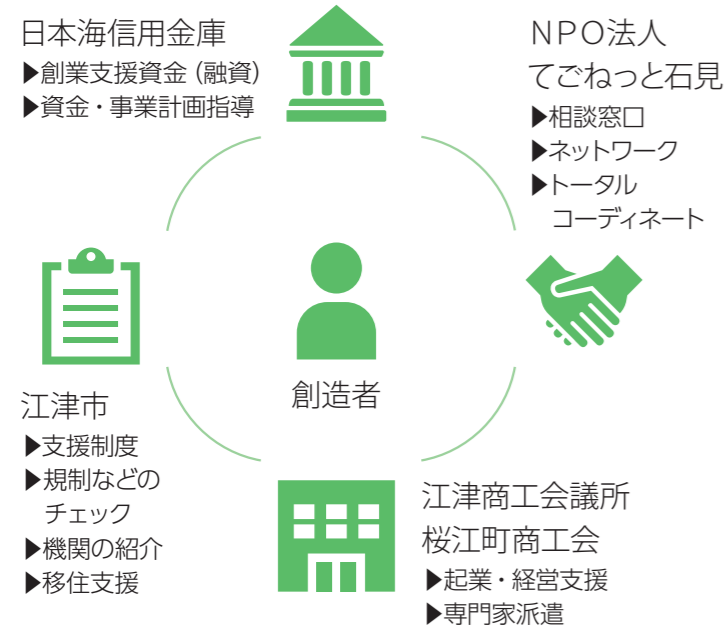 日本海信用金庫
▶創業支援資金（融資）
▶資金・事業計画指導
NPO法人
てごねっと石見
▶相談窓口
▶ネットワーク
▶トータル
コーディネート
創造者
江津市
▶支援制度
▶規制などの
チェック
▶機関の紹介
▶移住支援
江津商工会議所
桜江町商工会
▶起業・経営支援
▶専門家派遣